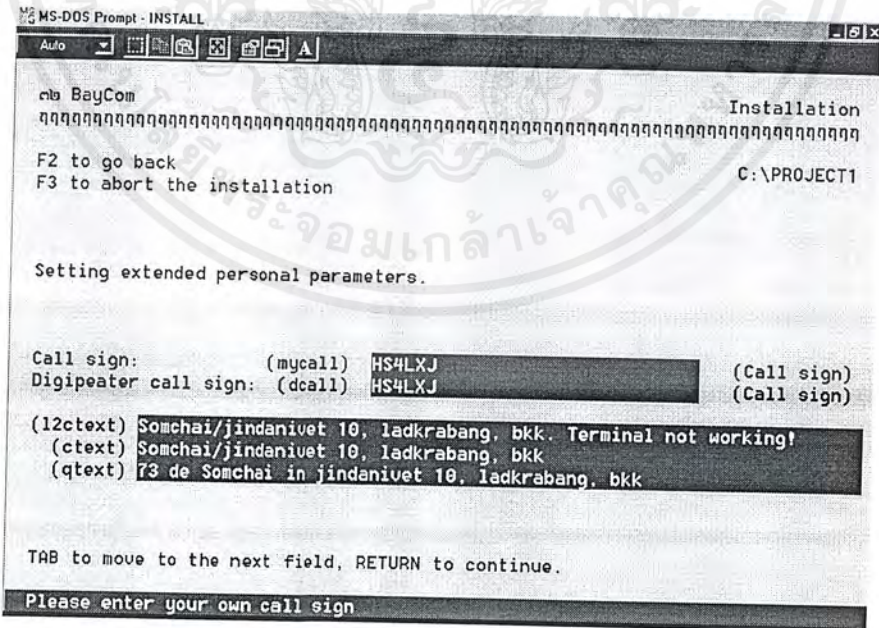 MS-DOS Prompt - INSTALL
Auto
BayCom Installation
ηηηηηηηηηηηηηηηηηηηηηηηηηηηηηηηηηηηηηηηηηηηηηηηηηηηηηηηηηηηηηηηηηηηηηηηηηηηηηη
F2 to go back C:\PROJECT1
F3 to abort the installation
Setting extended personal parameters.
Call sign: (mycall) HS4LXJ (Call sign)
Digipeater call sign: (dcall) HS4LXJ (Call sign)
(l2ctext) Somchai/jindanivet 10, ladkrabang, bkk. Terminal not working!
(ctext) Somchai/jindanivet 10, ladkrabang, bkk
(qtext) 73 de Somchai in jindanivet 10, ladkrabang, bkk
TAB to move to the next field, RETURN to continue.
Please enter your own call sign